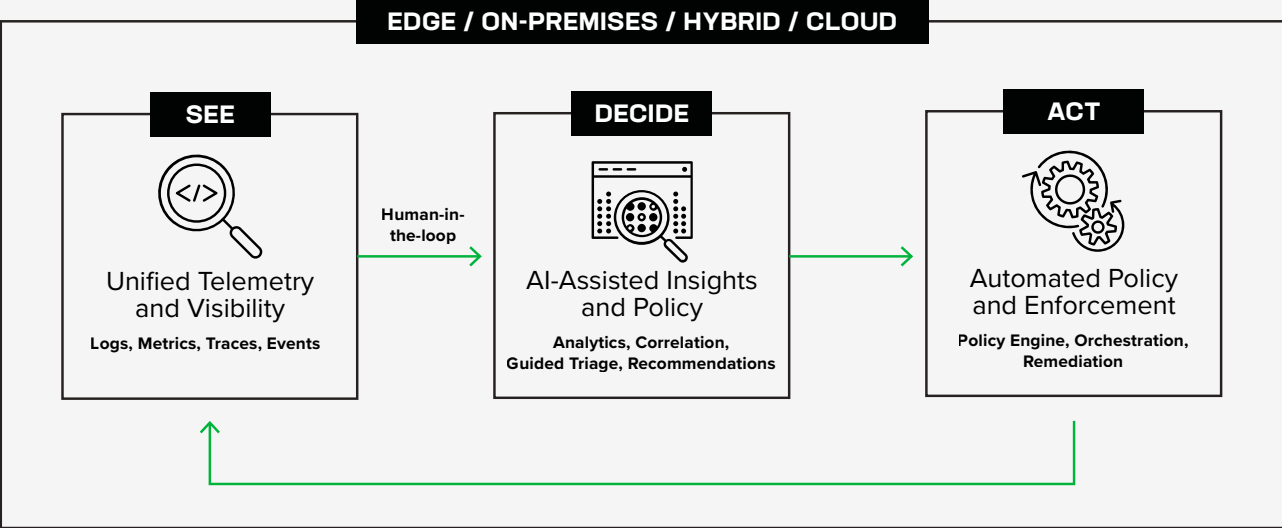 EDGE / ON-PREMISES / HYBRID / CLOUD
SEE
</>
Unified Telemetry
and Visibility
Logs, Metrics, Traces, Events
Human-in-
the-loop
DECIDE
AI-Assisted Insights
and Policy
Analytics, Correlation,
Guided Triage, Recommendations
ACT
Automated Policy
and Enforcement
Policy Engine, Orchestration,
Remediation